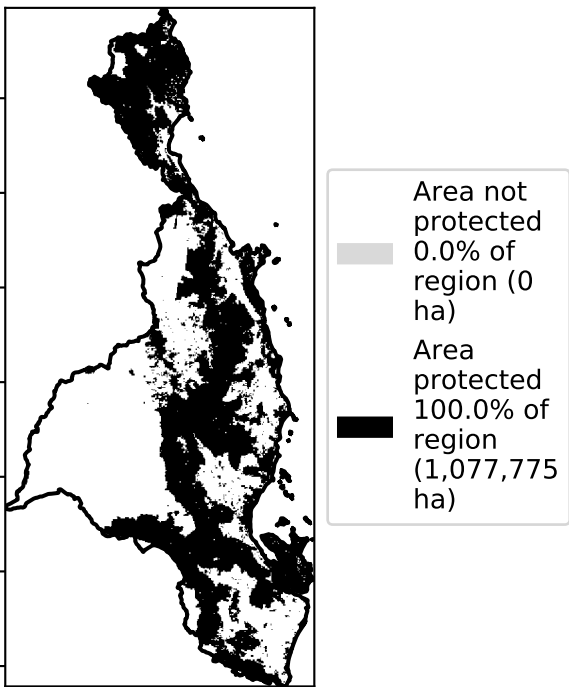 Area not
protected
0.0% of
region (0
ha)
Area
protected
100.0% of
region
(1,077,775
ha)